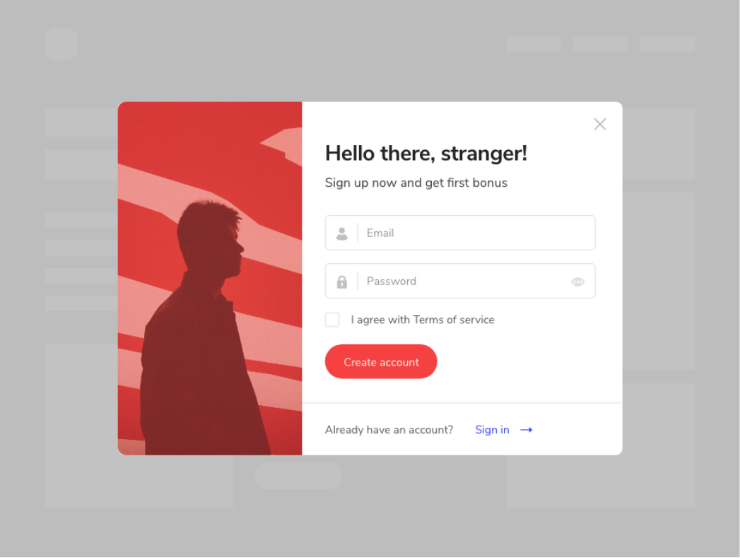 Hello there, stranger!
Sign up now and get first bonus
Email
Password
I agree with Terms of service
Create account
Already have an account? Sign in →